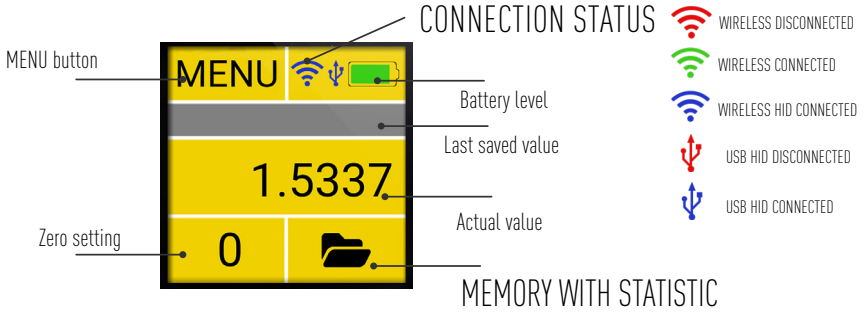 CONNECTION STATUS
WIRELESS DISCONNECTED
MENU button
MENU
WIRELESS CONNECTED
Battery level
WIRELESS HID CONNECTED
Last saved value
USB HID DISCONNECTED
1.5337
USB HID CONNECTED
Actual value
Zero setting
0
MEMORY WITH STATISTIC